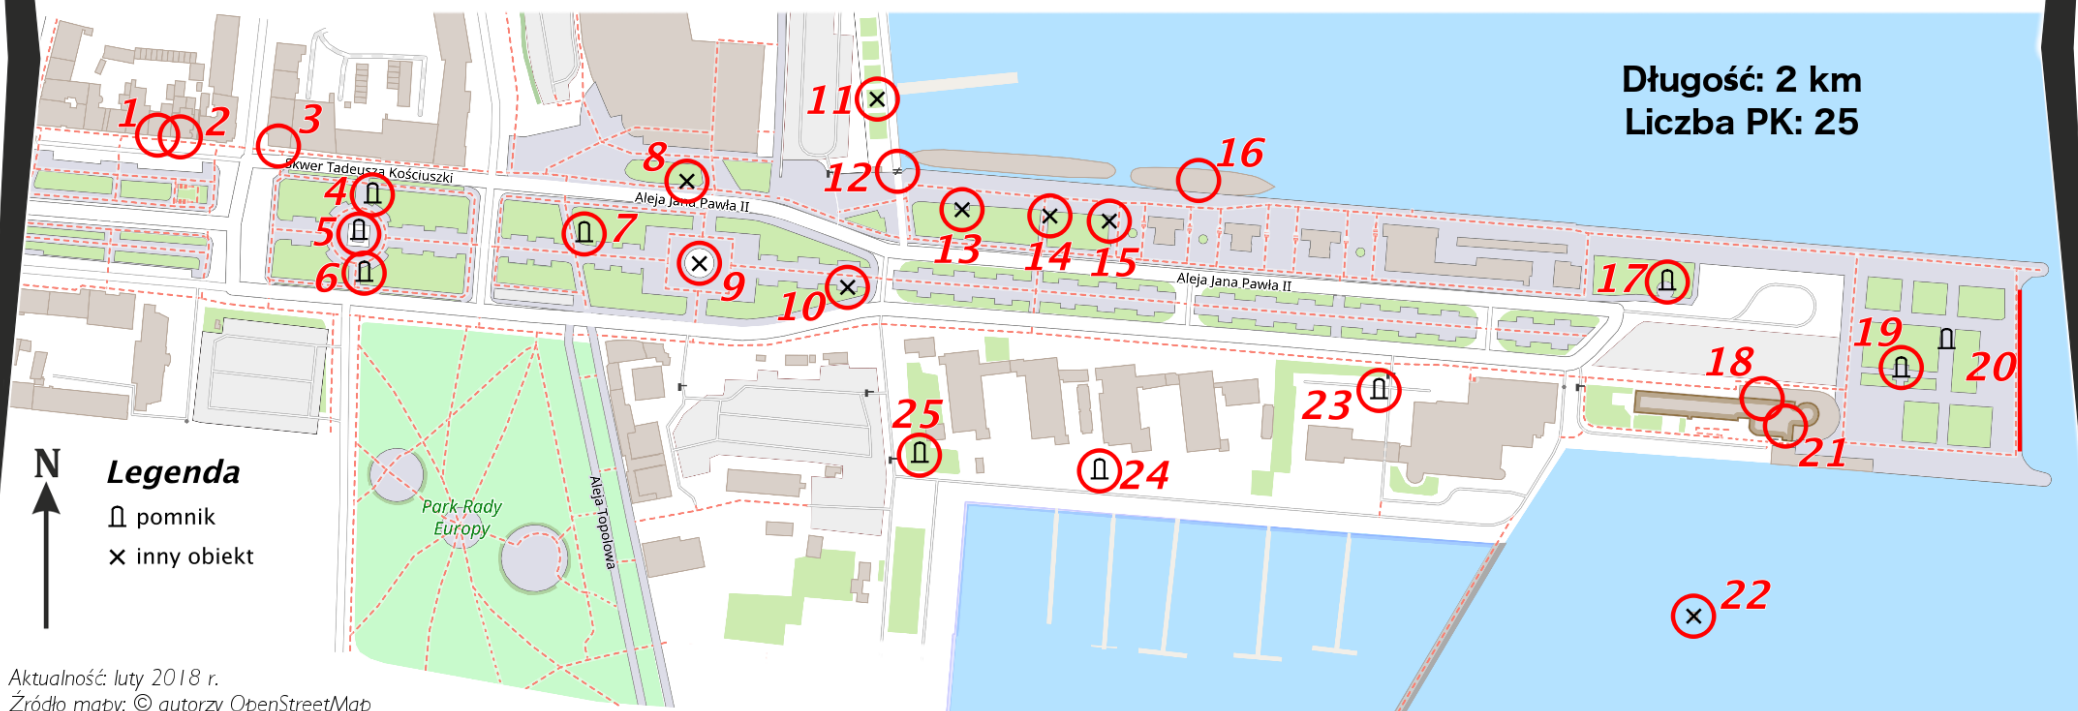 Długość: 2 km
Liczba PK: 25
1
2
3
Skwer Tadeusza Kościuszki
4
5
6
7
8
Aleja Jana Pawła II
9
10
11
12
13
14
15
16
Aleja Jana Pawła II
17
18
19
20
21
22
23
24
25
Park Rady
Europy
Aleja Topolowa
N
Legenda
pomnik
inny obiekt
Aktualność: luty 2018 r.
Źródło mapy: © autorzy OpenStreetMap